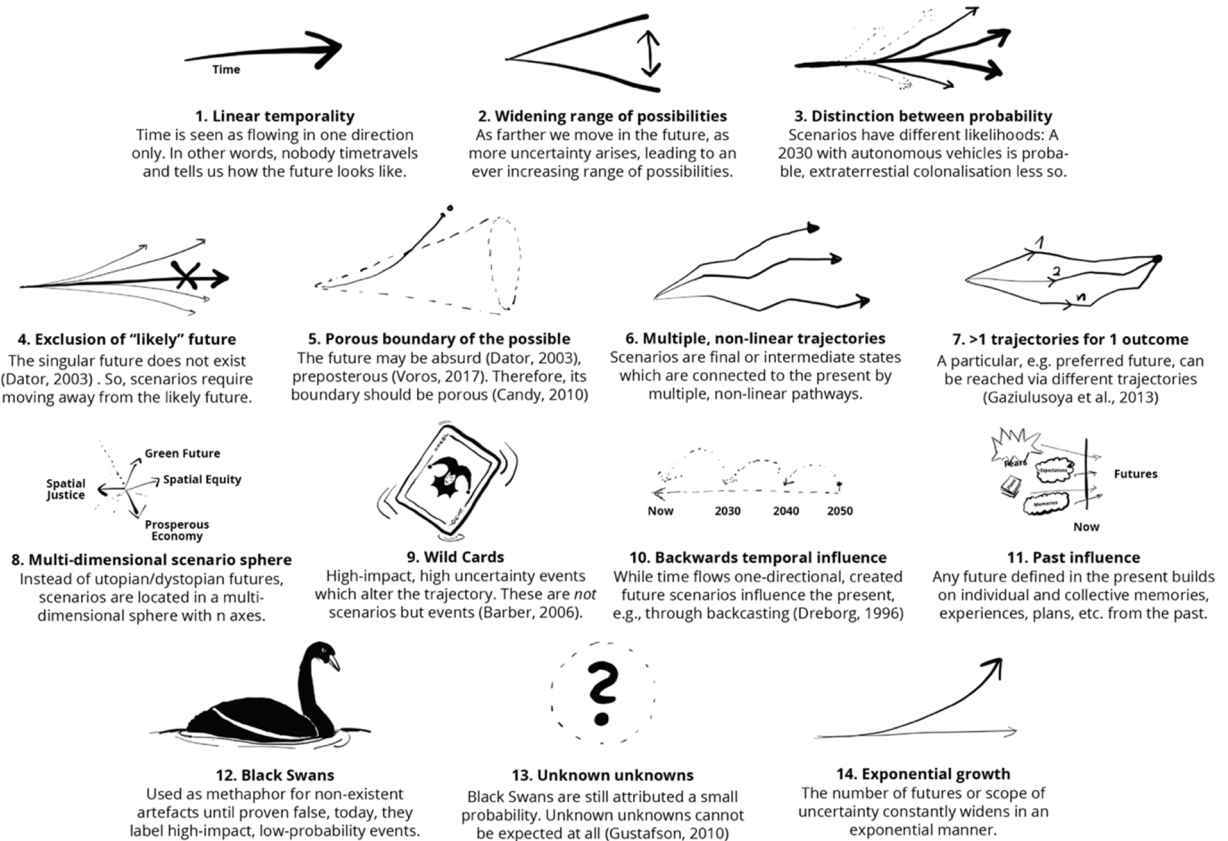 Time
1. Linear temporality
Time is seen as flowing in one direction
only. In other words, nobody timetravels
and tells us how the future looks like.
2. Widening range of possibilities
As farther we move in the future, as
more uncertainty arises, leading to an
ever increasing range of possibilities.
3. Distinction between probability
Scenarios have different likelihoods: A
2030 with autonomous vehicles is proba-
ble, extraterrestial colonalisation less so.
4. Exclusion of “likely” future
The singular future does not exist
(Dator, 2003) . So, scenarios require
moving away from the likely future.
5. Porous boundary of the possible
The future may be absurd (Dator, 2003),
preposterous (Voros, 2017). Therefore, its
boundary should be porous (Candy, 2010)
6. Multiple, non-linear trajectories
Scenarios are final or intermediate states
which are connected to the present by
multiple, non-linear pathways.
1
2
n
7. >1 trajectories for 1 outcome
A particular, e.g. preferred future, can
be reached via different trajectories
(Gaziulusoya et al., 2013)
Green Future
Spatial Equity
Spatial
Justice
Prosperous
Economy
8. Multi-dimensional scenario sphere
Instead of utopian/dystopian futures,
scenarios are located in a multi-
dimensional sphere with n axes.
9. Wild Cards
High-impact, high uncertainty events
which alter the trajectory. These are not
scenarios but events (Barber, 2006).
Now
2030
2040
2050
10. Backwards temporal influence
While time flows one-directional, created
future scenarios influence the present,
e.g., through backcasting (Dreborg, 1996)
Fears
Expectations
Memories
Futures
Now
11. Past influence
Any future defined in the present builds
on individual and collective memories,
experiences, plans, etc. from the past.
12. Black Swans
Used as methaphor for non-existent
artefacts until proven false, today, they
label high-impact, low-probability events.
?
13. Unknown unknowns
Black Swans are still attributed a small
probability. Unknown unknowns cannot
be expected at all (Gustafson, 2010)
14. Exponential growth
The number of futures or scope of
uncertainty constantly widens in an
exponential manner.